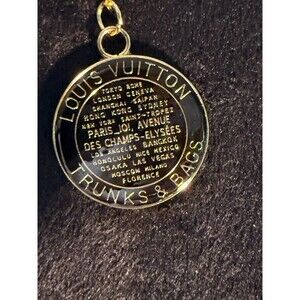 LOUIS VUITTON
TOKYO ROME
LONDON GENEVA
SHANGHAI SAIPAN
HONG KONG SYDNEY
NEW YORK SAINT-TROPEZ
PARIS 101, AVENUE
DES CHAMPS-ELYSÉES
LOS ANGELES BANGKOK
HONOLULU NICE MEXICO
OSAKA LAS VEGAS
MOSCOW MILANO
FLORENCE
TRUNKS & BAGS